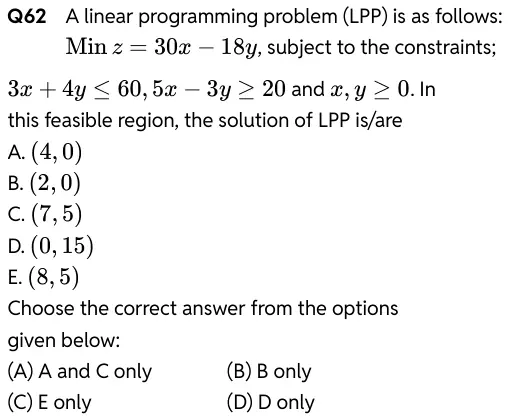 Q62 A linear programming problem (LPP) is as follows:
Min z = 30x − 18y, subject to the constraints;
3x + 4y ≤ 60, 5x − 3y ≥ 20 and x, y ≥ 0. In
this feasible region, the solution of LPP is/are
A. (4, 0)
B. (2, 0)
C. (7, 5)
D. (0, 15)
E. (8, 5)
Choose the correct answer from the options
given below:
(A) A and C only (B) B only
(C) E only (D) D only